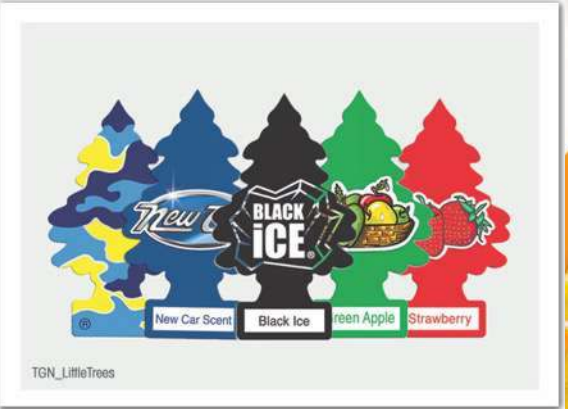 New C
BLACK
iCE®
®
New Car Scent
Black Ice
reen Apple
Strawberry
TGN_LittleTrees